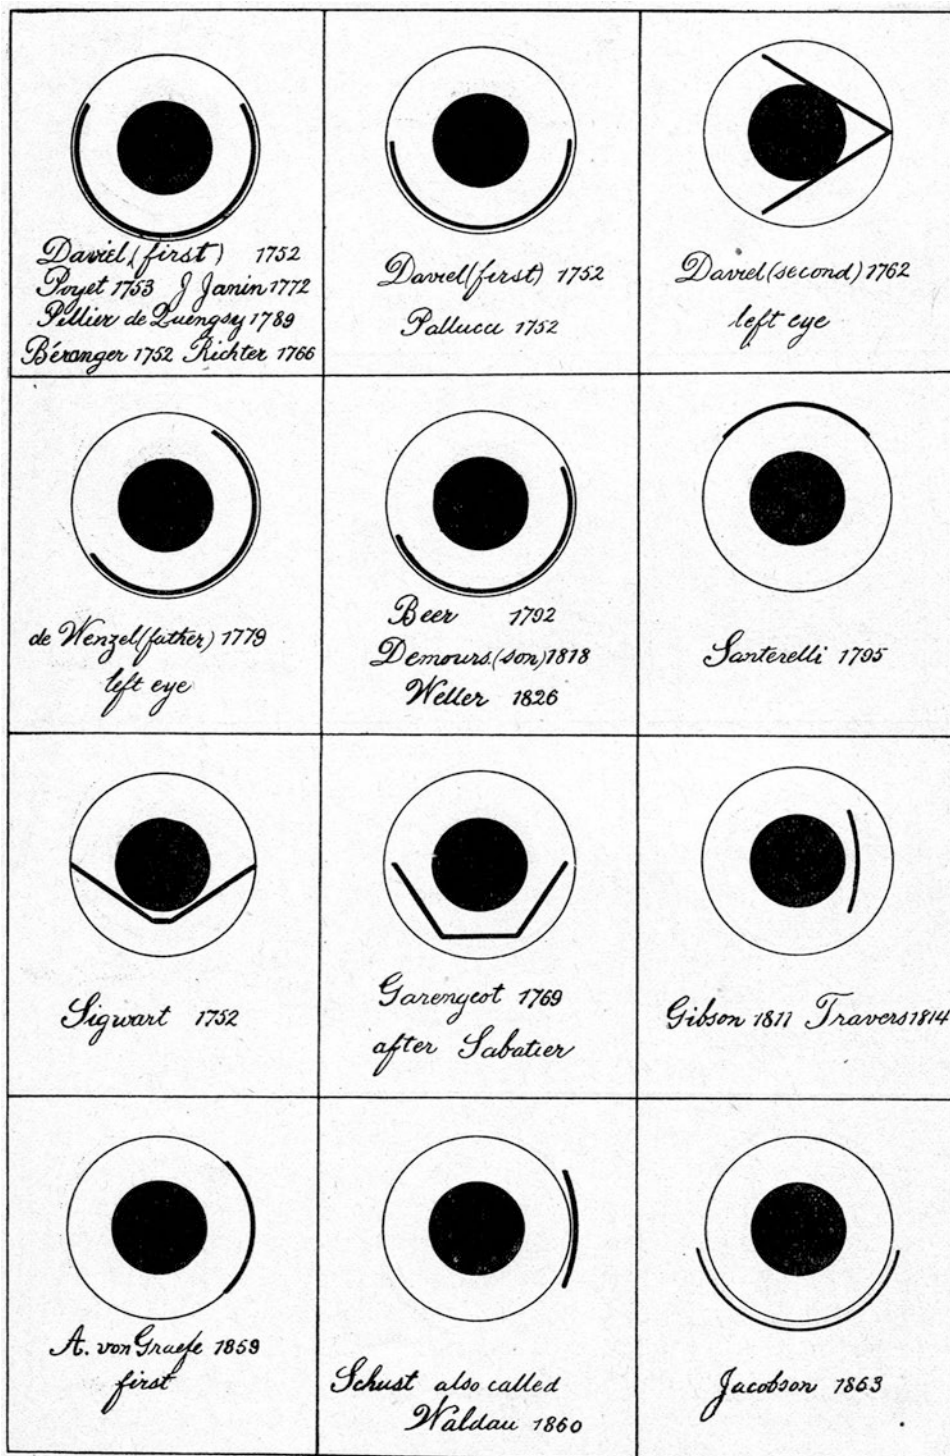 Daviel (first) 1752
Poyet 1753 J Janin 1772
Pellier de Quengsy 1789
Béranger 1752 Richter 1766
Daviel (first) 1752
Pallucci 1752
Daviel (second) 1762
left eye
de Wenzel (father) 1779
left eye
Beer 1792
Demours (son) 1818
Weller 1826
Santerelli 1795
Sigwart 1752
Garengeot 1769
after Sabatier
Gibson 1811 Travers 1814
A. von Graefe 1859
first
Schust also called
Waldau 1860
Jacobson 1863